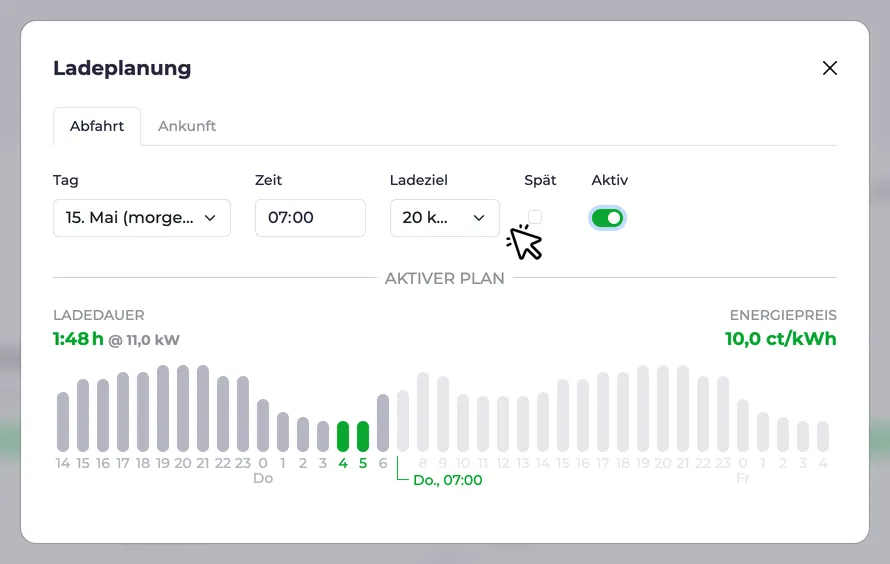 Ladeplanung
Abfahrt Ankunft
Tag Zeit Ladeziel Spät Aktiv
15. Mai (morge... 07:00 20 k...
AKTIVER PLAN
LADEDAUER ENERGIEPREIS
1:48 h @ 11,0 kW 10,0 ct/kWh
14 15 16 17 18 19 20 21 22 23 0 1 2 3 4 5 6 8 9 10 11 12 13 14 15 16 17 18 19 20 21 22 23 0 1 2 3 4
Do Fr
Do., 07:00